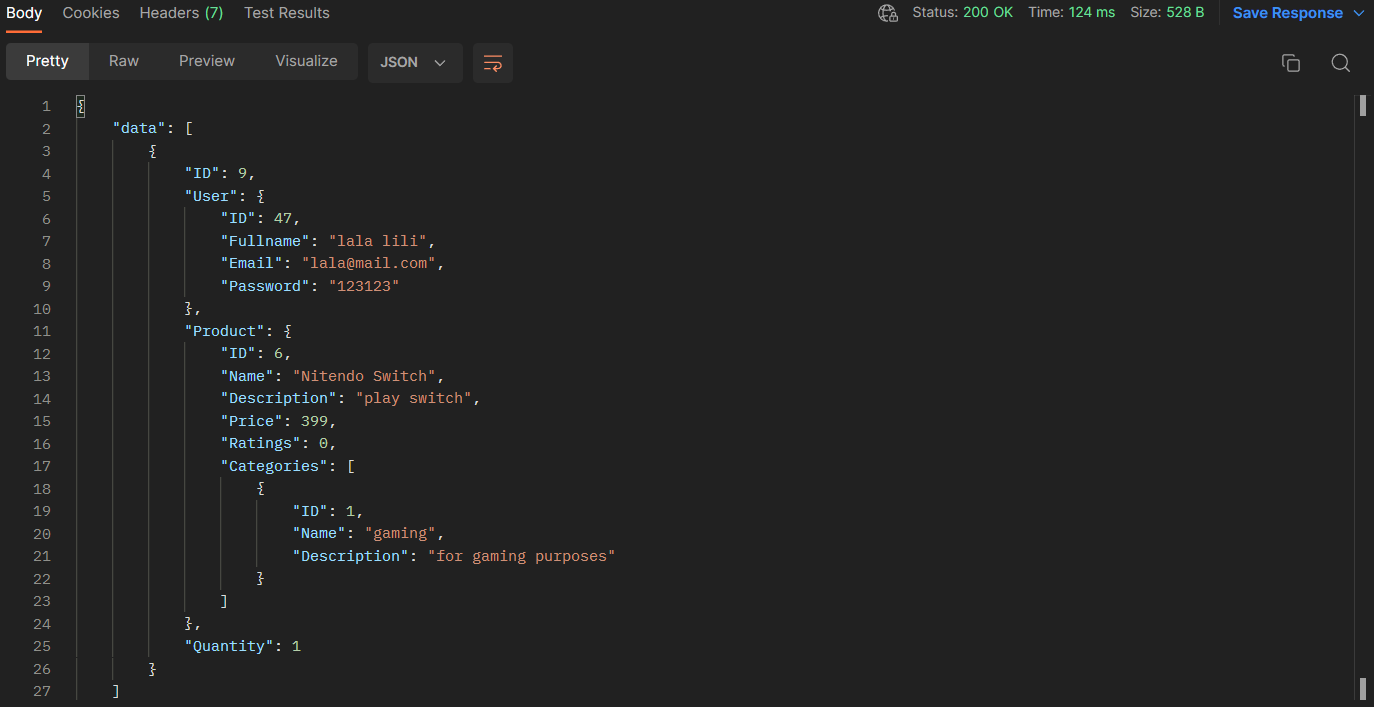 Body Cookies Headers (7) Test Results Status: 200 OK Time: 124 ms Size: 528 B Save Response
Pretty Raw Preview Visualize JSON
1 {
2 "data": [
3 {
4 "ID": 9,
5 "User": {
6 "ID": 47,
7 "Fullname": "lala lili",
8 "Email": "lala@mail.com",
9 "Password": "123123"
10 },
11 "Product": {
12 "ID": 6,
13 "Name": "Nitendo Switch",
14 "Description": "play switch",
15 "Price": 399,
16 "Ratings": 0,
17 "Categories": [
18 {
19 "ID": 1,
20 "Name": "gaming",
21 "Description": "for gaming purposes"
22 }
23 ]
24 },
25 "Quantity": 1
26 }
27 ]